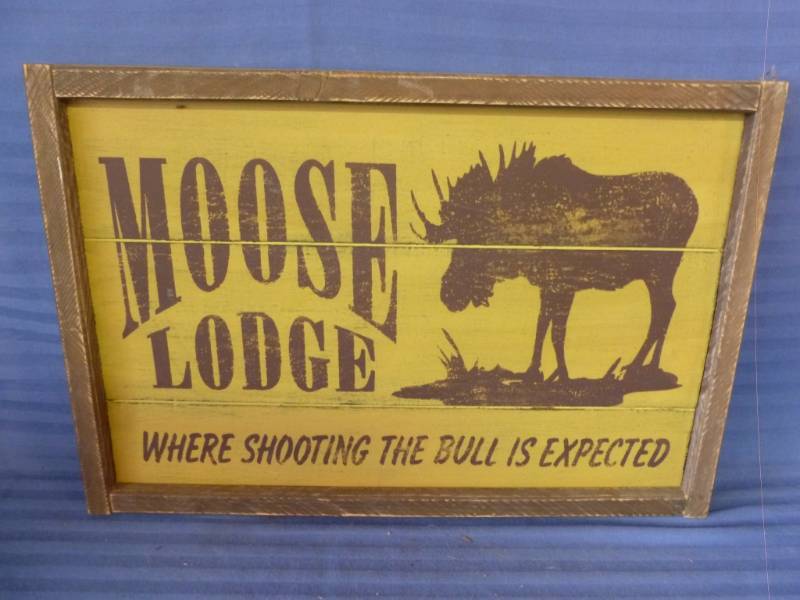 MOOSE
LODGE
WHERE SHOOTING THE BULL IS EXPECTED